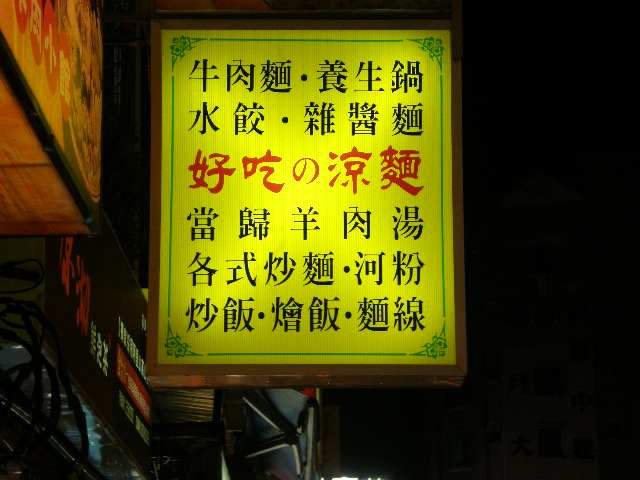 牛肉麵·養生鍋
水餃·雜醬麵
好吃の涼麵
當歸羊肉湯
各式炒麵·河粉
炒飯·燴飯·麵線